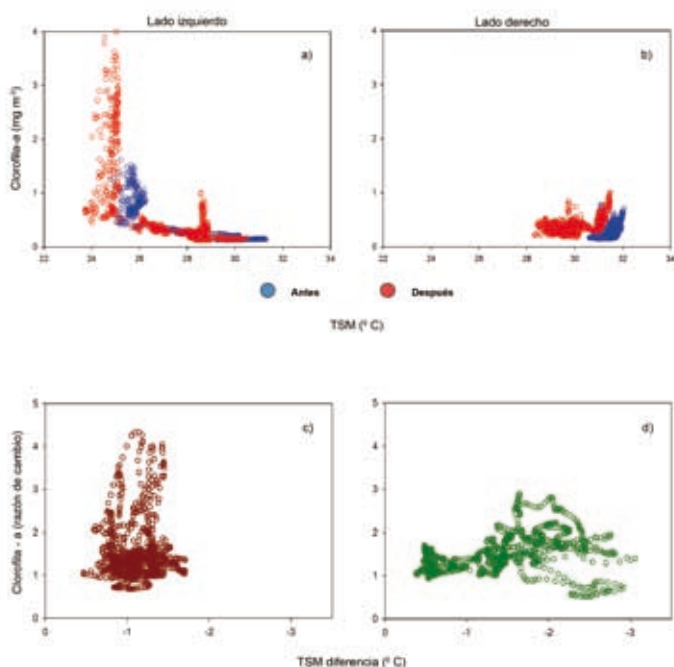 Lado izquierdo
Lado derecho
4
a)
3
2
1
0
Clorofila-a (mg m⁻³)
22 24 26 28 30 32 34
4
b)
3
2
1
0
22 24 26 28 30 32 34
Antes
Después
TSM (º C)
5
c)
4
3
2
1
0
Clorofila - a (razón de cambio)
0 -1 -2 -3
5
d)
4
3
2
1
0
0 -1 -2 -3
TSM diferencia (º C)